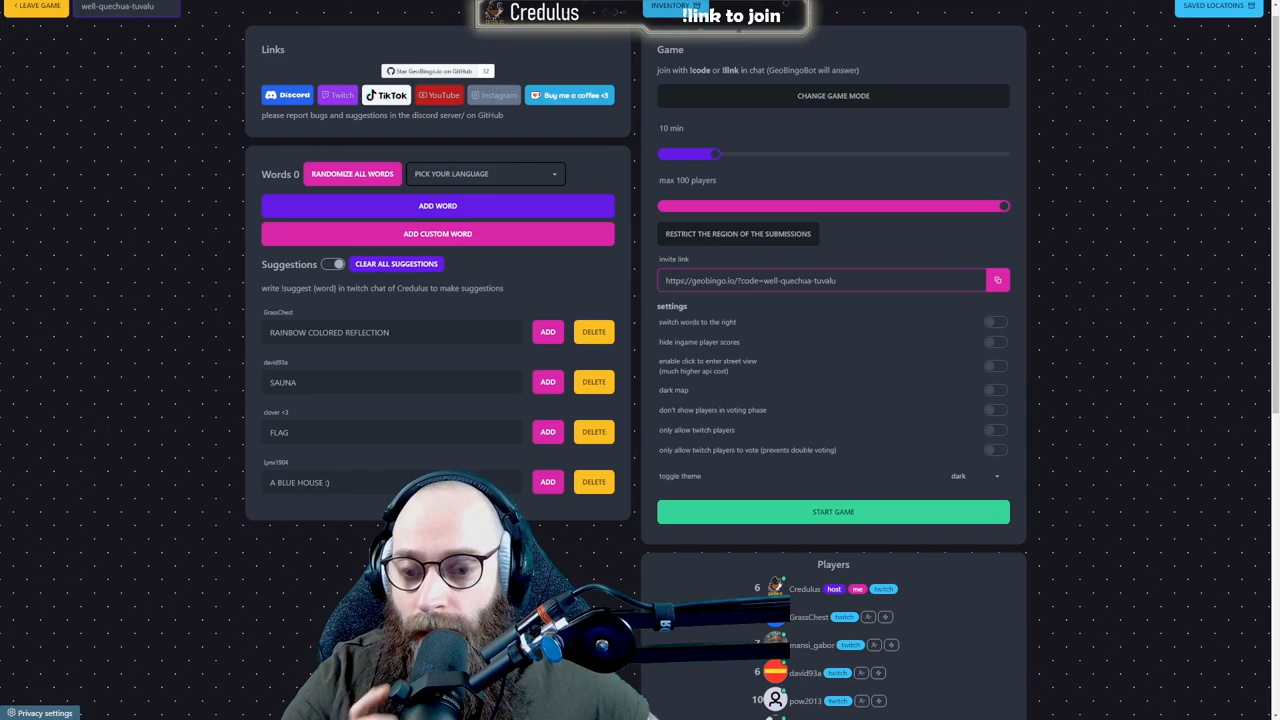 LEAVE GAME
well-quechua-tuvalu
Credulus
INVENTORY
!link to join
SAVED LOCATOINS
Links
Star GeoBingo.io on GitHub 12
Discord
Twitch
TikTok
YouTube
Instagram
Buy me a coffee <3
please report bugs and suggestions in the discord server/ on GitHub
Words 0
RANDOMIZE ALL WORDS
PICK YOUR LANGUAGE
ADD WORD
ADD CUSTOM WORD
Suggestions
CLEAR ALL SUGGESTIONS
write !suggest (word) in twitch chat of Credulus to make suggestions
GrassChest
RAINBOW COLORED REFLECTION
ADD
DELETE
david93a
SAUNA
ADD
DELETE
clover <3
FLAG
ADD
DELETE
Lynx1904
A BLUE HOUSE :)
ADD
DELETE
Game
join with !code or !link in chat (GeoBingoBot will answer)
CHANGE GAME MODE
10 min
max 100 players
RESTRICT THE REGION OF THE SUBMISSIONS
invite link
https://geobingo.io/?code=well-quechua-tuvalu
settings
switch words to the right
hide ingame player scores
enable click to enter street view
(much higher api cost)
dark map
don't show players in voting phase
only allow twitch players
only allow twitch players to vote (prevents double voting)
toggle theme
dark
START GAME
Players
6 Credulus host me twitch
GrassChest twitch
mansi_gabor twitch
6 david93a twitch
10 pow2013 twitch
Privacy settings